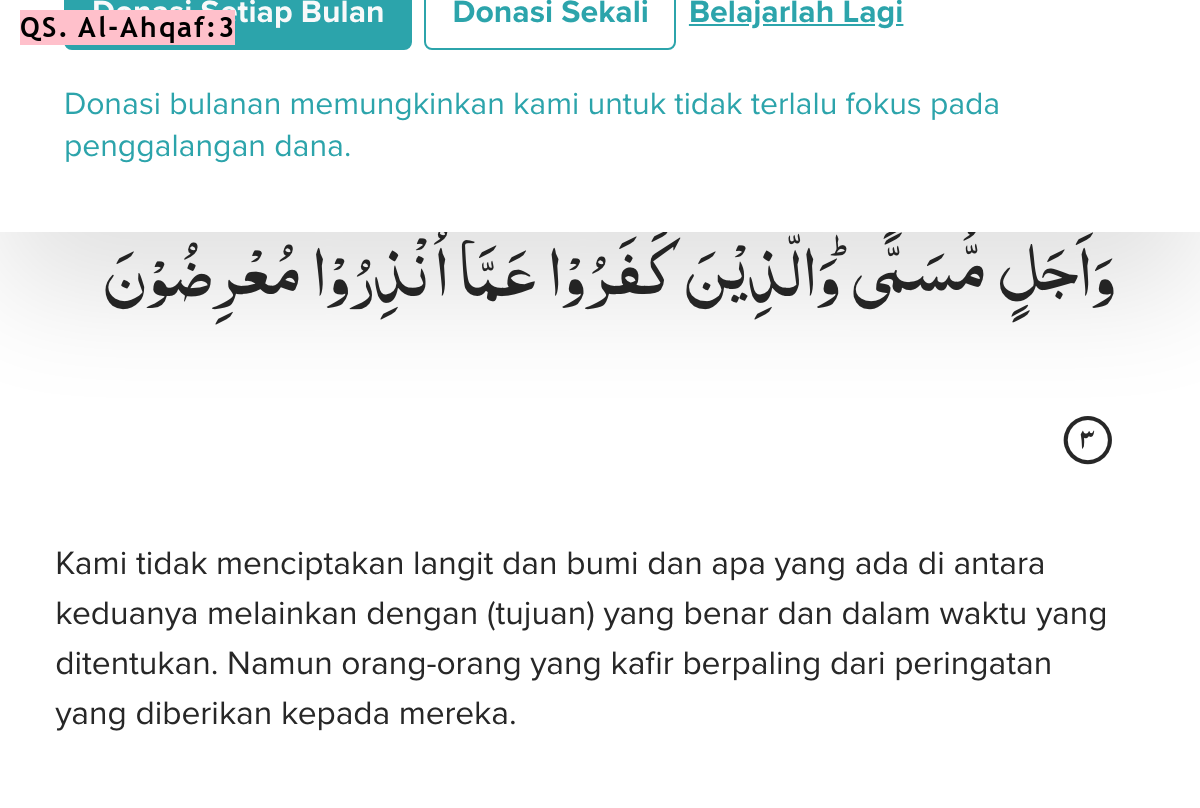 QS. Al-Ahqaf:3
Donasi Setiap Bulan Donasi Sekali Belajarlah Lagi
Donasi bulanan memungkinkan kami untuk tidak terlalu fokus pada
penggalangan dana.
وَاَجَلٍ مُّسَمًّىۗ وَالَّذِيْنَ كَفَرُوْا عَمَّآ اُنْذِرُوْا مُعْرِضُوْنَ
٣
Kami tidak menciptakan langit dan bumi dan apa yang ada di antara
keduanya melainkan dengan (tujuan) yang benar dan dalam waktu yang
ditentukan. Namun orang-orang yang kafir berpaling dari peringatan
yang diberikan kepada mereka.